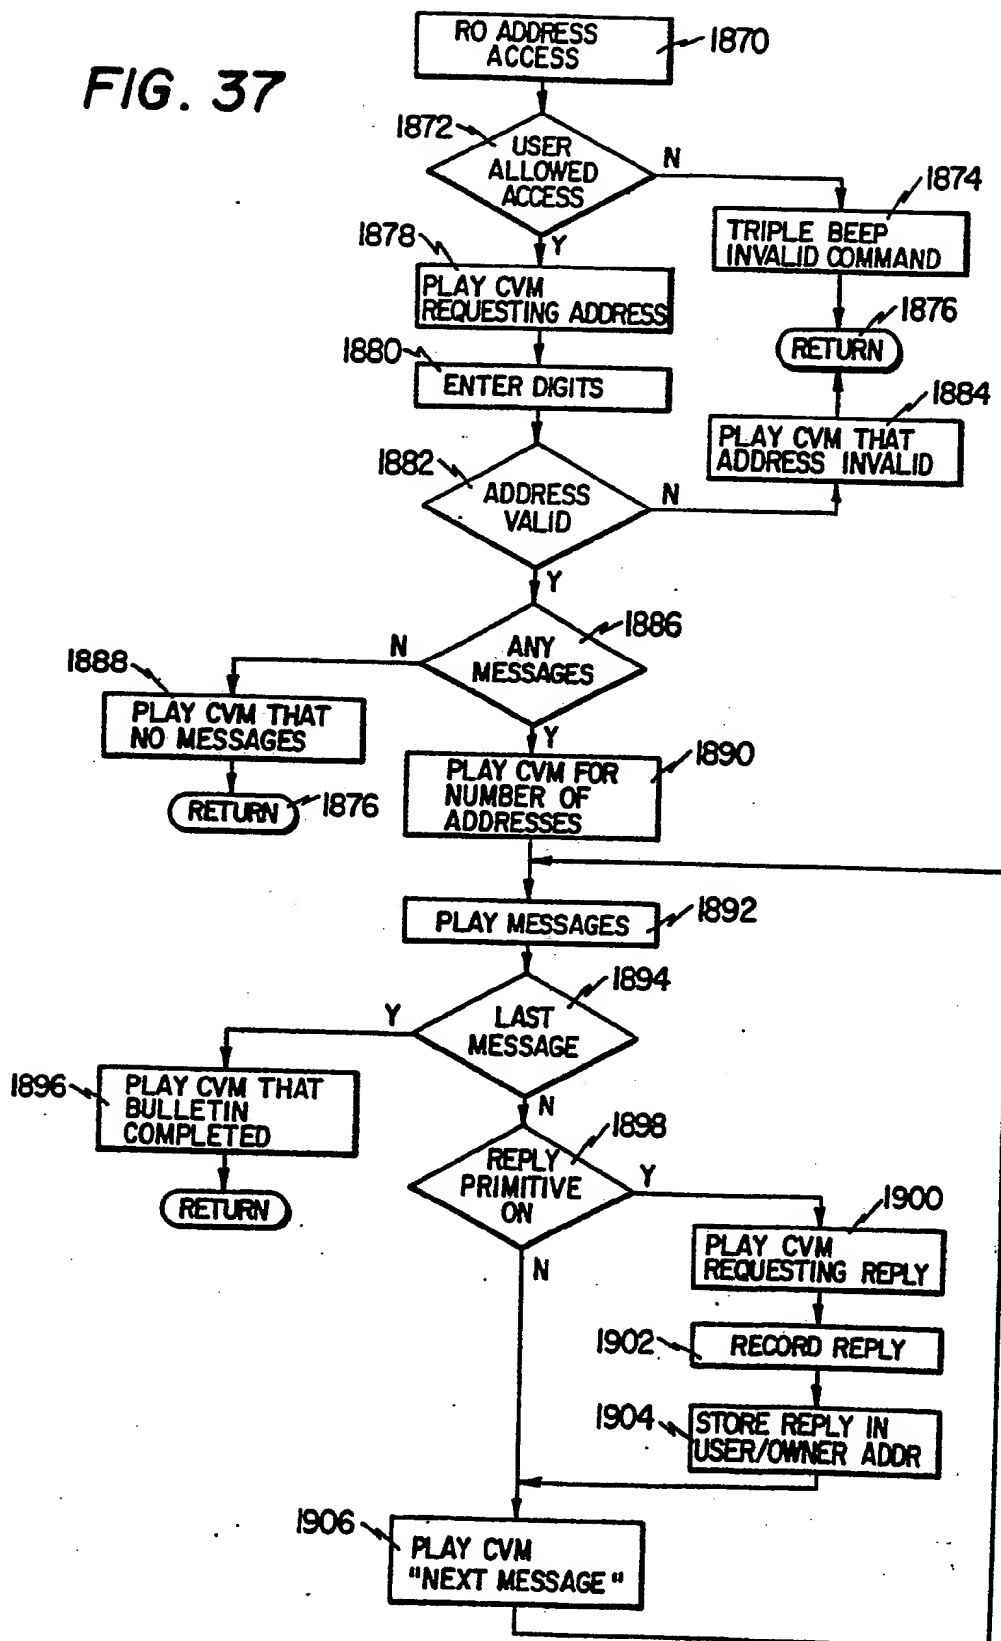 FIG. 37
RO ADDRESS
ACCESS
1870
1872
USER
ALLOWED
ACCESS
N
Y
1874
TRIPLE BEEP
INVALID COMMAND
1876
RETURN
1878
PLAY CVM
REQUESTING ADDRESS
1880
ENTER DIGITS
1884
PLAY CVM THAT
ADDRESS INVALID
1882
ADDRESS
VALID
N
Y
1886
ANY
MESSAGES
N
Y
1888
PLAY CVM THAT
NO MESSAGES
RETURN
1876
1890
PLAY CVM FOR
NUMBER OF
ADDRESSES
PLAY MESSAGES
1892
1894
LAST
MESSAGE
Y
N
1896
PLAY CVM THAT
BULLETIN
COMPLETED
RETURN
1898
REPLY
PRIMITIVE
ON
Y
N
1900
PLAY CVM
REQUESTING REPLY
1902
RECORD REPLY
1904
STORE REPLY IN
USER/OWNER ADDR
1906
PLAY CVM
"NEXT MESSAGE"